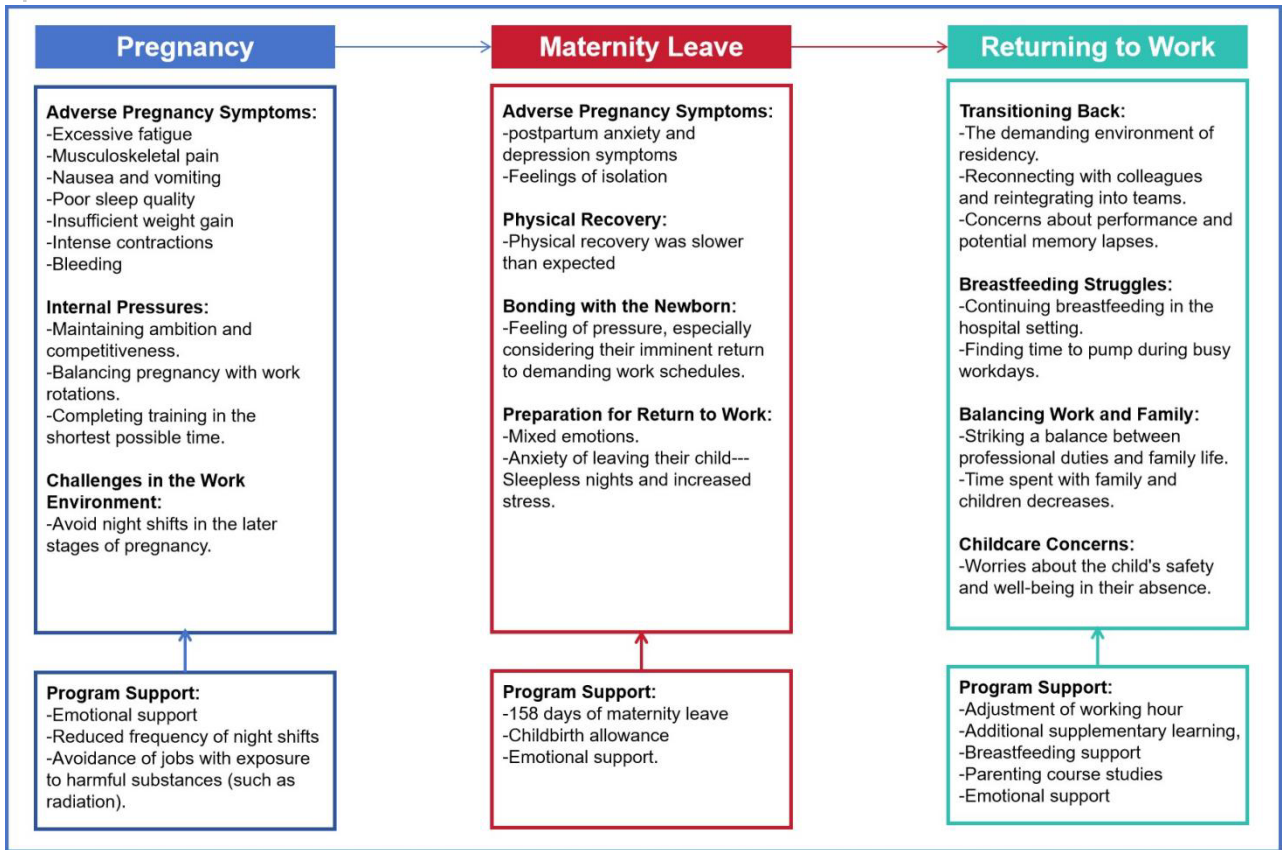 Pregnancy
Maternity Leave
Returning to Work
Adverse Pregnancy Symptoms:
-Excessive fatigue
-Musculoskeletal pain
-Nausea and vomiting
-Poor sleep quality
-Insufficient weight gain
-Intense contractions
-Bleeding
Internal Pressures:
-Maintaining ambition and
competitiveness.
-Balancing pregnancy with work
rotations.
-Completing training in the
shortest possible time.
Challenges in the Work
Environment:
-Avoid night shifts in the later
stages of pregnancy.
Program Support:
-Emotional support
-Reduced frequency of night shifts
-Avoidance of jobs with exposure
to harmful substances (such as
radiation).
Adverse Pregnancy Symptoms:
-postpartum anxiety and
depression symptoms
-Feelings of isolation
Physical Recovery:
-Physical recovery was slower
than expected
Bonding with the Newborn:
-Feeling of pressure, especially
considering their imminent return
to demanding work schedules.
Preparation for Return to Work:
-Mixed emotions.
-Anxiety of leaving their child---
Sleepless nights and increased
stress.
Program Support:
-158 days of maternity leave
-Childbirth allowance
-Emotional support.
Transitioning Back:
-The demanding environment of
residency.
-Reconnecting with colleagues
and reintegrating into teams.
-Concerns about performance and
potential memory lapses.
Breastfeeding Struggles:
-Continuing breastfeeding in the
hospital setting.
-Finding time to pump during busy
workdays.
Balancing Work and Family:
-Striking a balance between
professional duties and family life.
-Time spent with family and
children decreases.
Childcare Concerns:
-Worries about the child's safety
and well-being in their absence.
Program Support:
-Adjustment of working hour
-Additional supplementary learning,
-Breastfeeding support
-Parenting course studies
-Emotional support